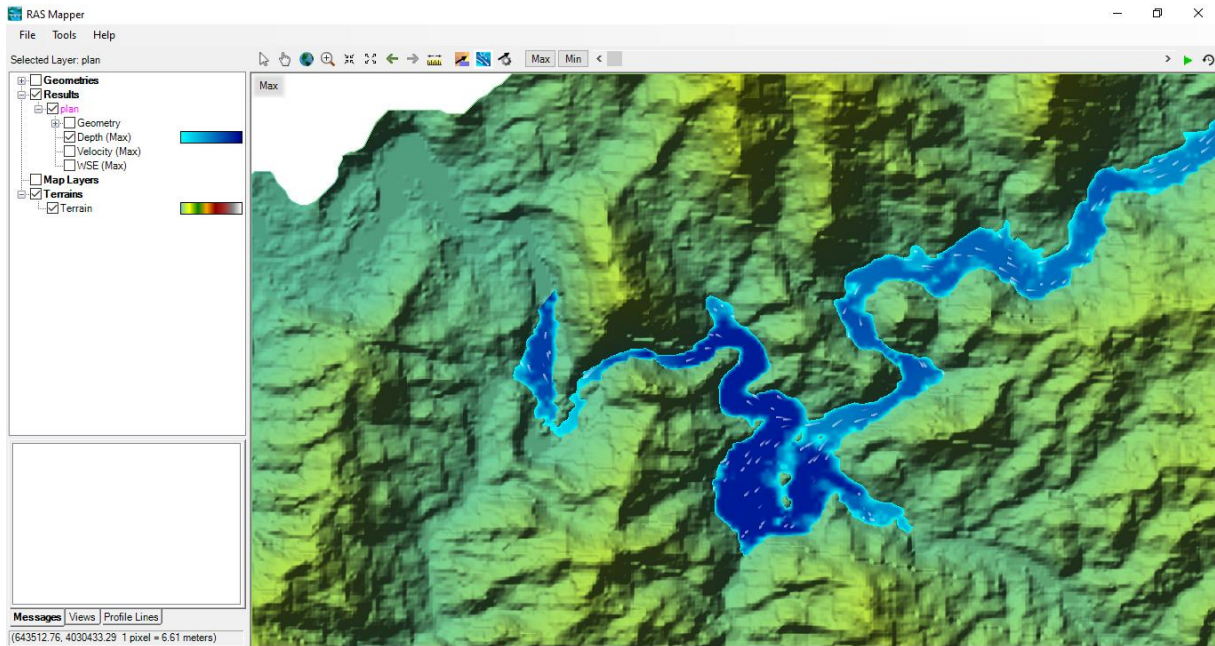 RAS Mapper
File Tools Help
Selected Layer: plan
Max Min
Geometries
Results
plan
Geometry
Depth (Max)
Velocity (Max)
WSE (Max)
Map Layers
Terrains
Terrain
Max
Messages Views Profile Lines
(643512.76, 4030433.29 1 pixel = 6.61 meters)